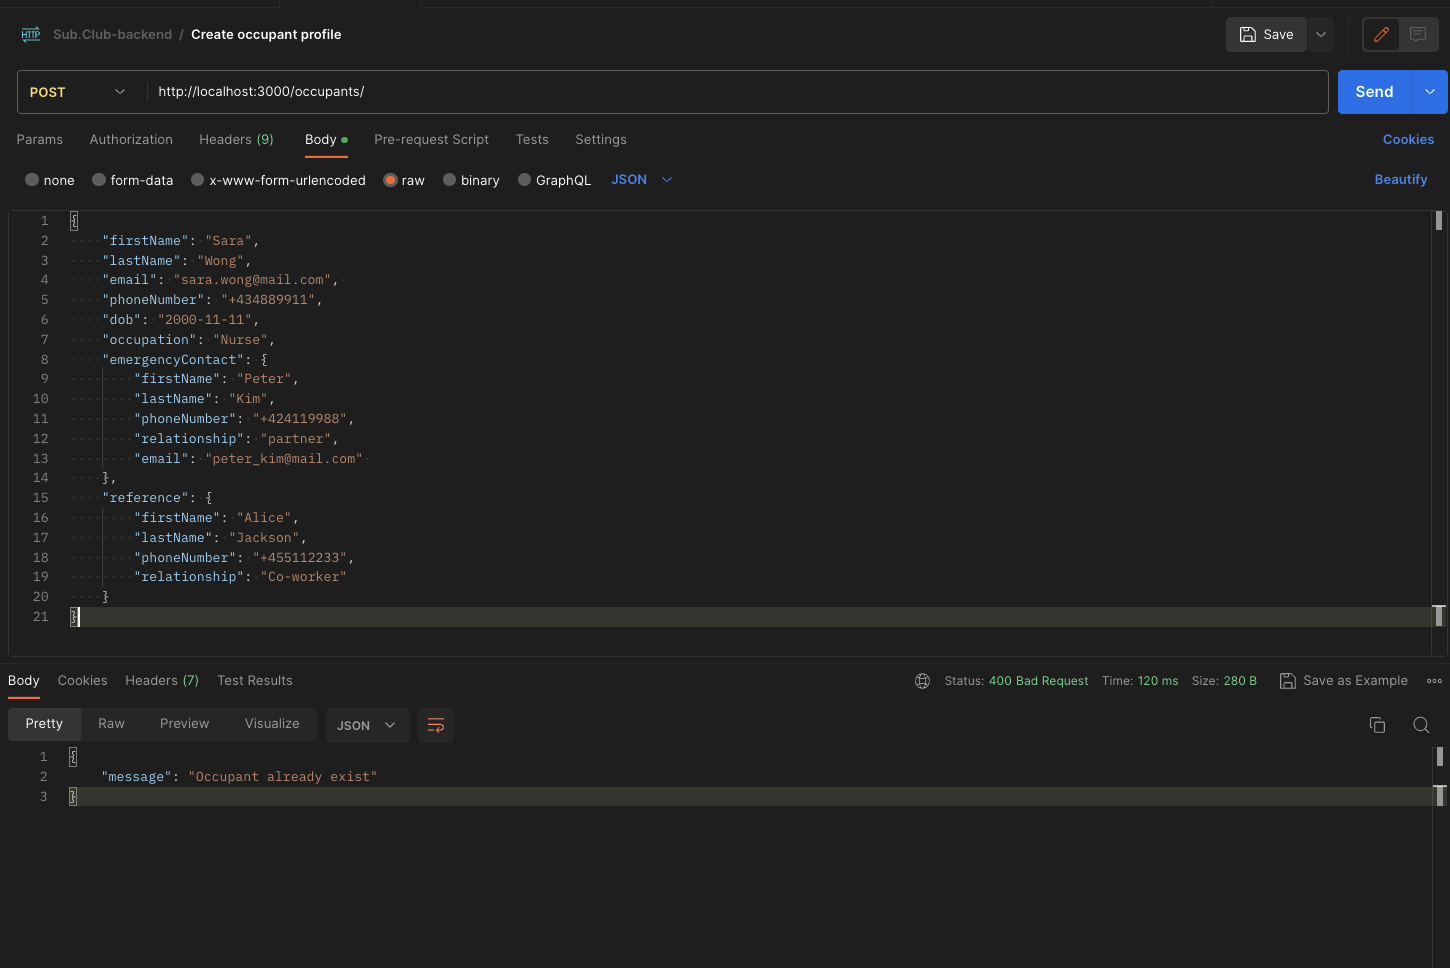 HTTP Sub.Club-backend / Create occupant profile Save
POST http://localhost:3000/occupants/ Send
Params Authorization Headers (9) Body Pre-request Script Tests Settings Cookies
none form-data x-www-form-urlencoded raw binary GraphQL JSON Beautify
1 {
2 "firstName": "Sara",
3 "lastName": "Wong",
4 "email": "sara.wong@mail.com",
5 "phoneNumber": "+434889911",
6 "dob": "2000-11-11",
7 "occupation": "Nurse",
8 "emergencyContact": {
9 "firstName": "Peter",
10 "lastName": "Kim",
11 "phoneNumber": "+424119988",
12 "relationship": "partner",
13 "email": "peter_kim@mail.com"
14 },
15 "reference": {
16 "firstName": "Alice",
17 "lastName": "Jackson",
18 "phoneNumber": "+455112233",
19 "relationship": "Co-worker"
20 }
21 }
Body Cookies Headers (7) Test Results Status: 400 Bad Request Time: 120 ms Size: 280 B Save as Example
Pretty Raw Preview Visualize JSON
1 {
2 "message": "Occupant already exist"
3 }